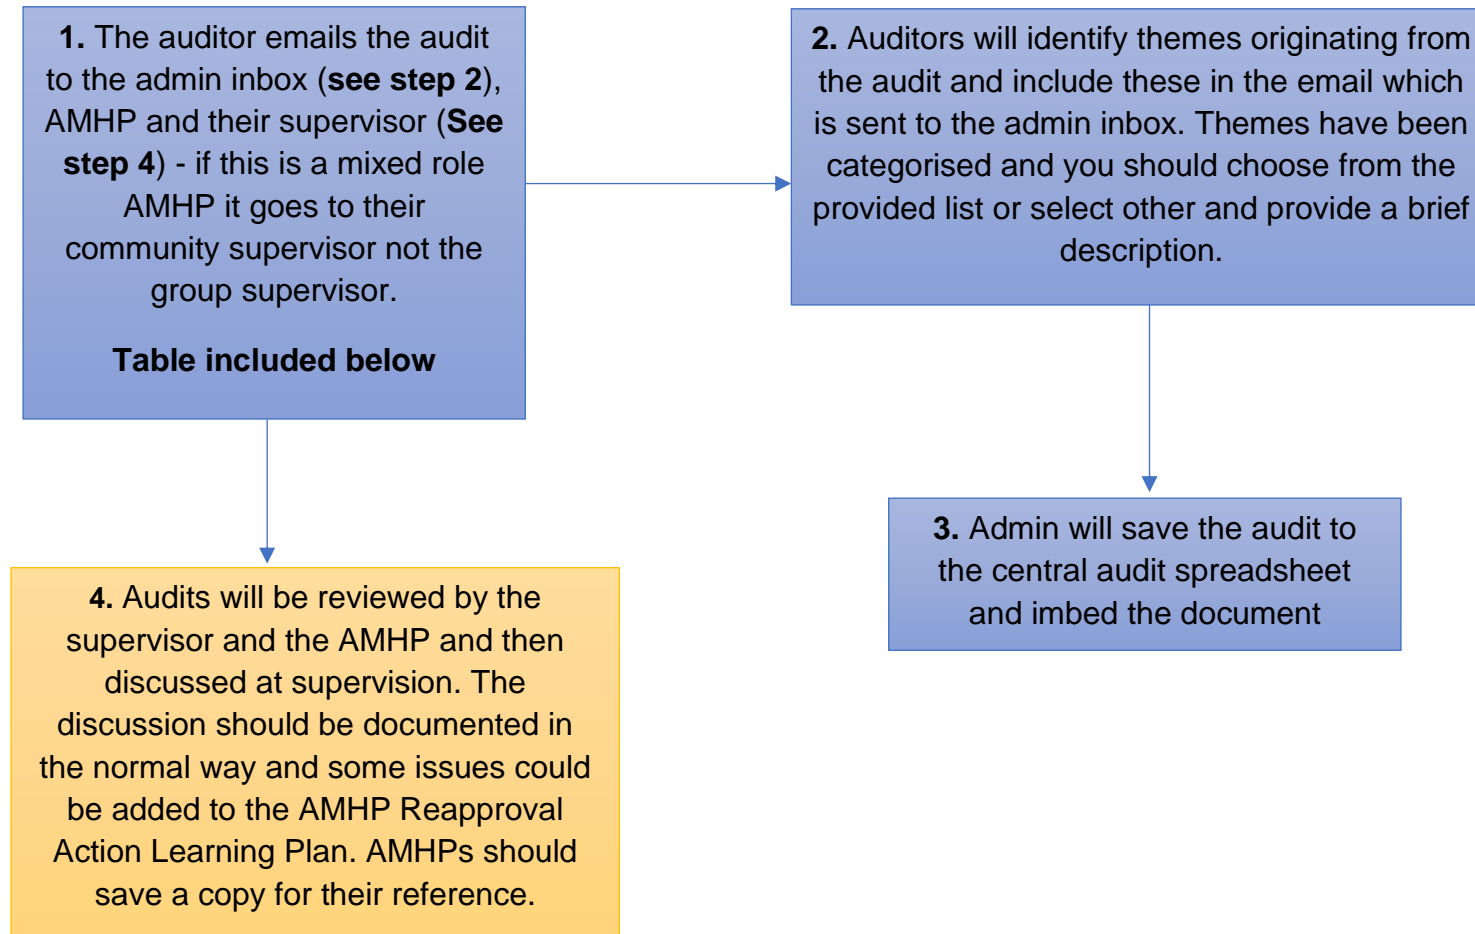 1. The auditor emails the audit
to the admin inbox (see step 2),
AMHP and their supervisor (See
step 4) - if this is a mixed role
AMHP it goes to their
community supervisor not the
group supervisor.
Table included below
2. Auditors will identify themes originating from
the audit and include these in the email which
is sent to the admin inbox. Themes have been
categorised and you should choose from the
provided list or select other and provide a brief
description.
3. Admin will save the audit to
the central audit spreadsheet
and imbed the document
4. Audits will be reviewed by the
supervisor and the AMHP and then
discussed at supervision. The
discussion should be documented in
the normal way and some issues could
be added to the AMHP Reapproval
Action Learning Plan. AMHPs should
save a copy for their reference.